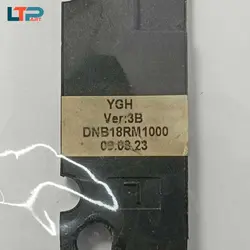 LTP
YGH
Ver:3B
DNB18RM1000
09.08.23
L